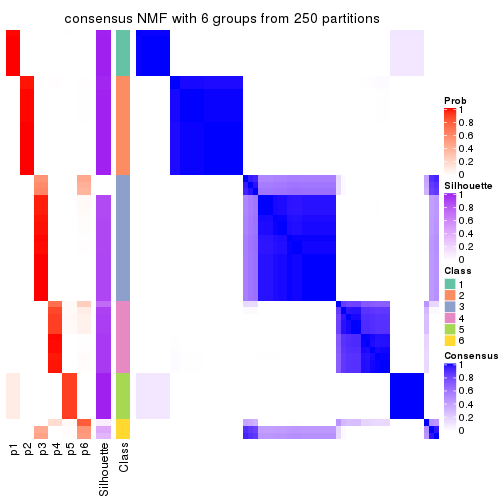 consensus NMF with 6 groups from 250 partitions
Prob
1
0.8
0.6
0.4
0.2
0
Silhouette
1
0.8
0.6
0.4
0.2
0
Class
1
2
3
4
5
6
Consensus
1
0.8
0.6
0.4
0.2
0
p1
p2
p3
p4
p5
p6
Silhouette
Class